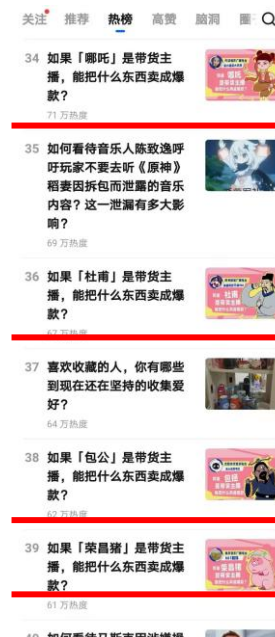 关注 推荐 热榜 高赞 脑洞 圈
34 如果「哪吒」是带货主
播，能把什么东西卖成爆
款？
71 万热度
35 如何看待音乐人陈致逸呼
吁玩家不要去听《原神》
稻妻因拆包而泄露的音乐
内容？这一泄漏有多大影
响？
69 万热度
36 如果「杜甫」是带货主
播，能把什么东西卖成爆
款？
67 万热度
37 喜欢收藏的人，你有哪些
到现在还在坚持的收集爱
好？
64 万热度
38 如果「包公」是带货主
播，能把什么东西卖成爆
款？
62 万热度
39 如果「荣昌猪」是带货主
播，能把什么东西卖成爆
款？
61 万热度